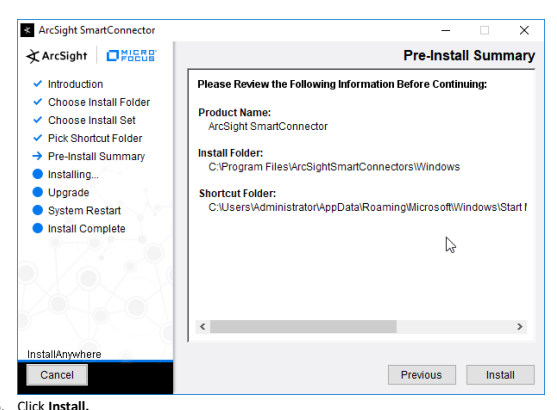 ArcSight SmartConnector
ArcSight
MICRO
FOCUS
Pre-Install Summary
Introduction
Choose Install Folder
Choose Install Set
Pick Shortcut Folder
Pre-Install Summary
Installing...
Upgrade
System Restart
Install Complete
Please Review the Following Information Before Continuing:
Product Name:
ArcSight SmartConnector
Install Folder:
C:\Program Files\ArcSightSmartConnectors\Windows
Shortcut Folder:
C:\Users\Administrator\AppData\Roaming\Microsoft\Windows\Start
InstallAnywhere
Cancel
Previous
Install
Click Install.